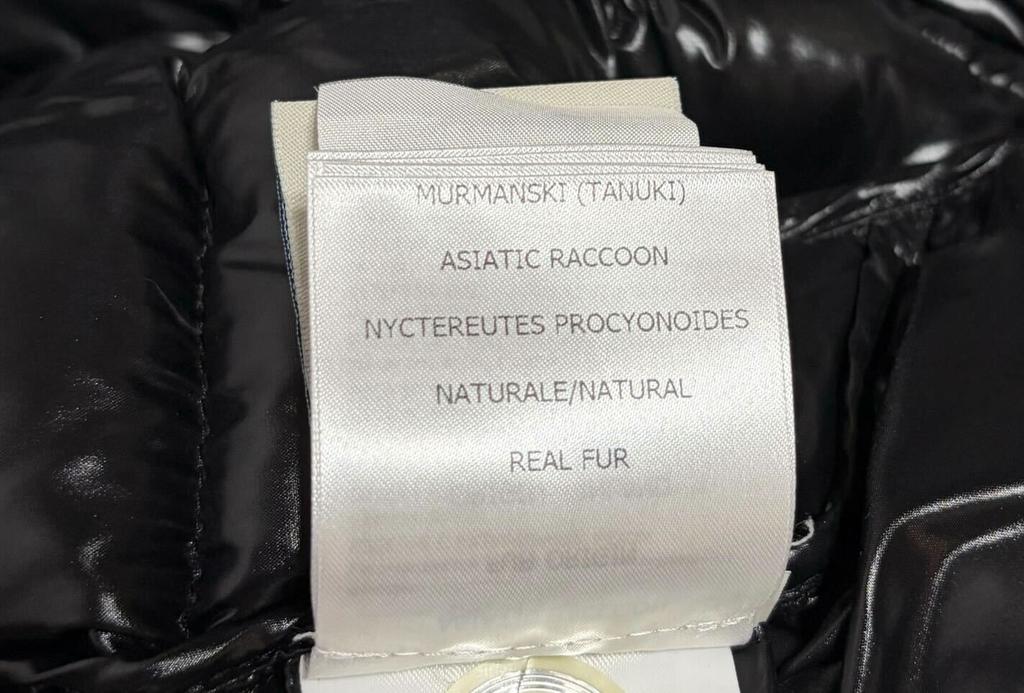 MURMANSKI (TANUKI)
ASIATIC RACCOON
NYCTEREUTES PROCYONOIDES
NATURALE/NATURAL
REAL FUR